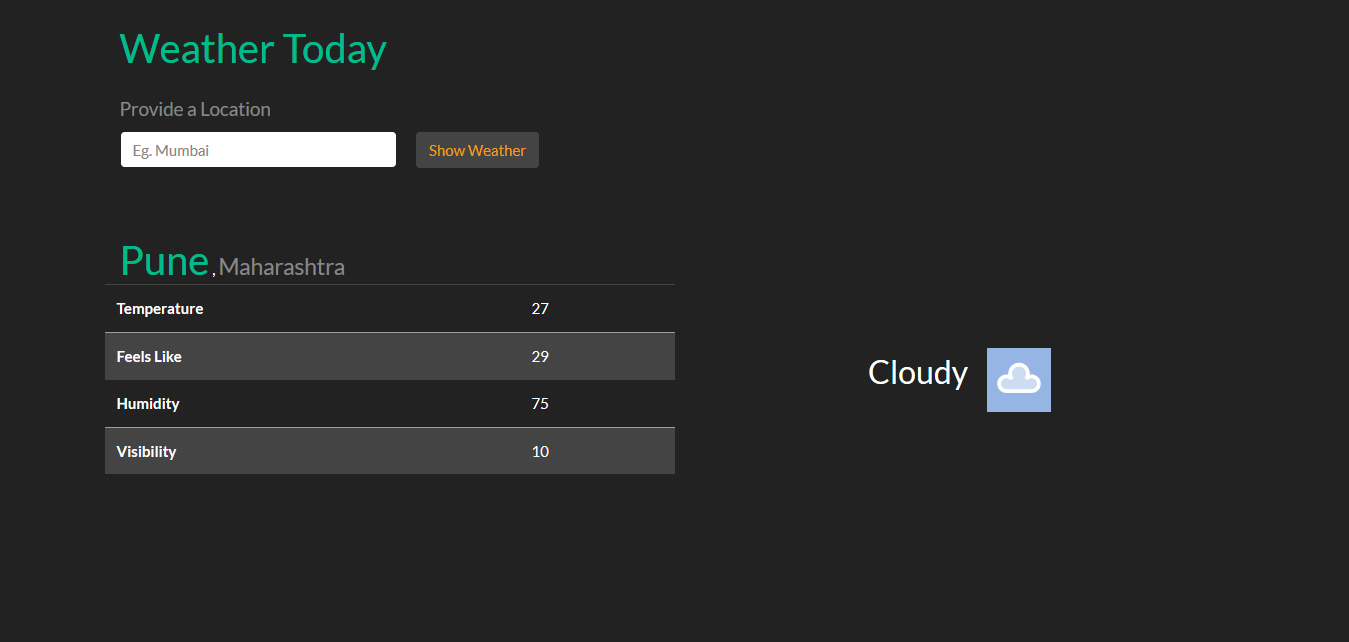 Weather Today
Provide a Location
Eg. Mumbai
Show Weather
Pune , Maharashtra
Temperature 27
Feels Like 29
Humidity 75
Visibility 10
Cloudy